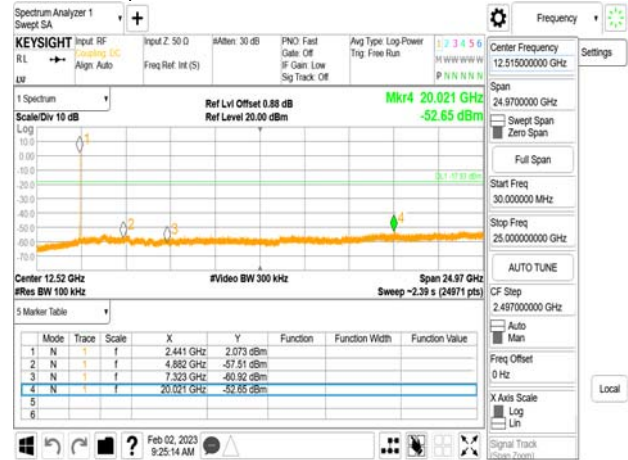 Spectrum Analyzer 1
Swept SA
Frequency
KEYSIGHT
Input: RF
Input Z: 50 Ω
#Atten: 30 dB
PNO: Fast
Avg Type: Log-Power
1 2 3 4 5 6
RL
Coupling: DC
Gate: Off
Trig: Free Run
M W W W W W
Align: Auto
Freq Ref: Int (S)
IF Gain: Low
P N N N N N
Sig Track: Off
Center Frequency
12.515000000 GHz
Settings
1 Spectrum
Ref Lvl Offset 0.88 dB
Mkr4 20.021 GHz
Scale/Div 10 dB
Ref Level 20.00 dBm
-52.65 dBm
Log
10.0
0.00
-10.0
-20.0
-30.0
-40.0
-50.0
-60.0
-70.0
1
2
3
4
Center 12.52 GHz
#Video BW 300 kHz
Span 24.97 GHz
#Res BW 100 kHz
Sweep ~2.39 s (24971 pts)
Span
24.9700000 GHz
Swept Span
Zero Span
Full Span
Start Freq
30.000000 MHz
Stop Freq
25.000000000 GHz
AUTO TUNE
CF Step
2.497000000 GHz
Auto
Man
Freq Offset
0 Hz
X Axis Scale
Log
Lin
Signal Track
(Span Zoom)
Local
5 Marker Table
Mode Trace Scale X Y Function Function Width Function Value
1 N 1 f 2.441 GHz 2.073 dBm
2 N 1 f 4.882 GHz -57.51 dBm
3 N 1 f 7.323 GHz -60.92 dBm
4 N 1 f 20.021 GHz -52.65 dBm
5
6
Feb 02, 2023
9:25:14 AM